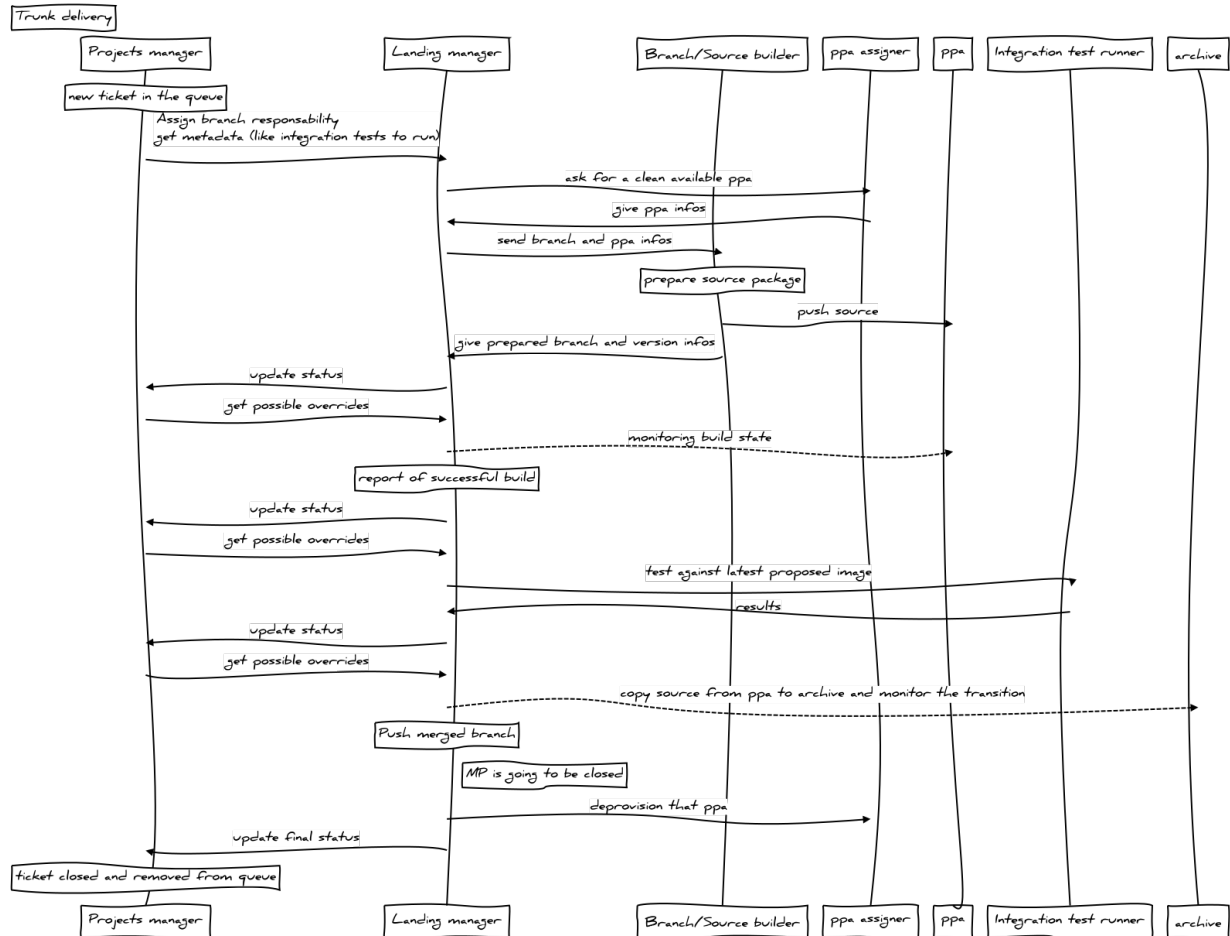 Trunk delivery
Projects manager
Landing manager
Branch/Source builder
ppa assigner
ppa
Integration test runner
archive
new ticket in the queue
Assign branch responsability
get metadata (like integration tests to run)
ask for a clean available ppa
give ppa infos
send branch and ppa infos
prepare source package
push source
give prepared branch and version infos
update status
get possible overrides
monitoring build state
report of successful build
update status
get possible overrides
test against latest proposed image
results
update status
get possible overrides
copy source from ppa to archive and monitor the transition
Push merged branch
MP is going to be closed
deprovision that ppa
update final status
ticket closed and removed from queue
Projects manager
Landing manager
Branch/Source builder
ppa assigner
ppa
Integration test runner
archive